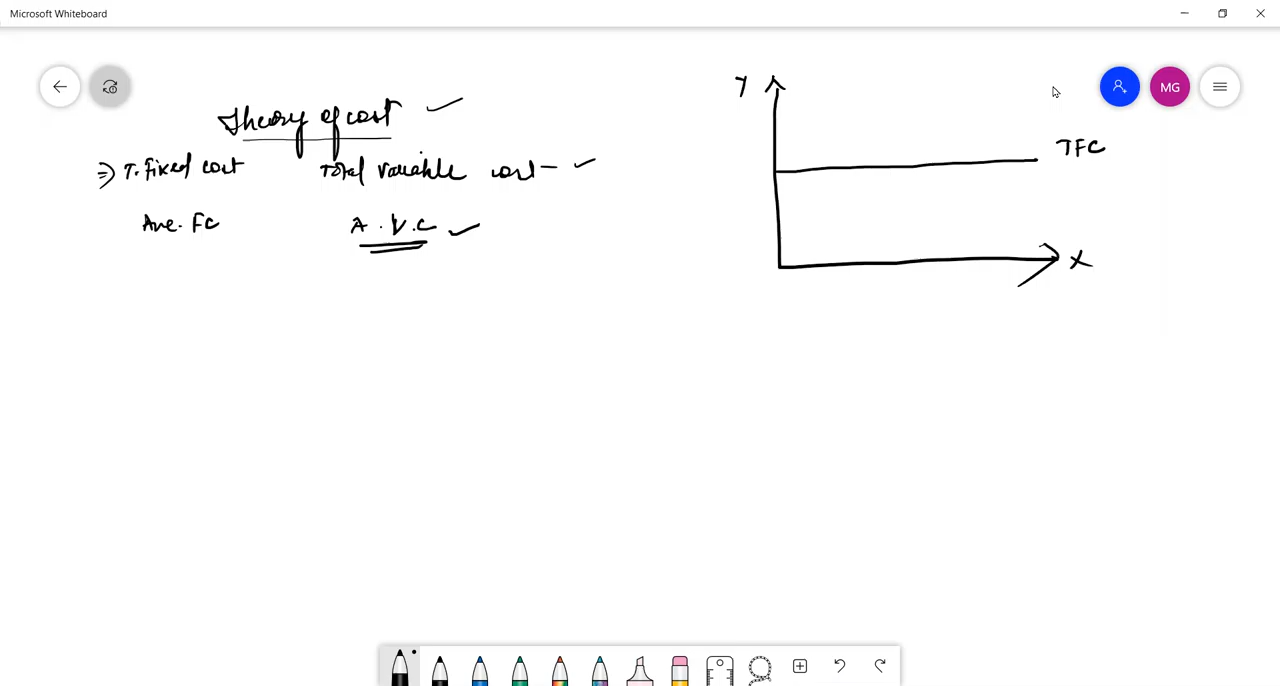 Microsoft Whiteboard
MG
Theory of cost
T. Fixed cost Total variable cost
Ave. FC A.V.C
Y
TFC
X